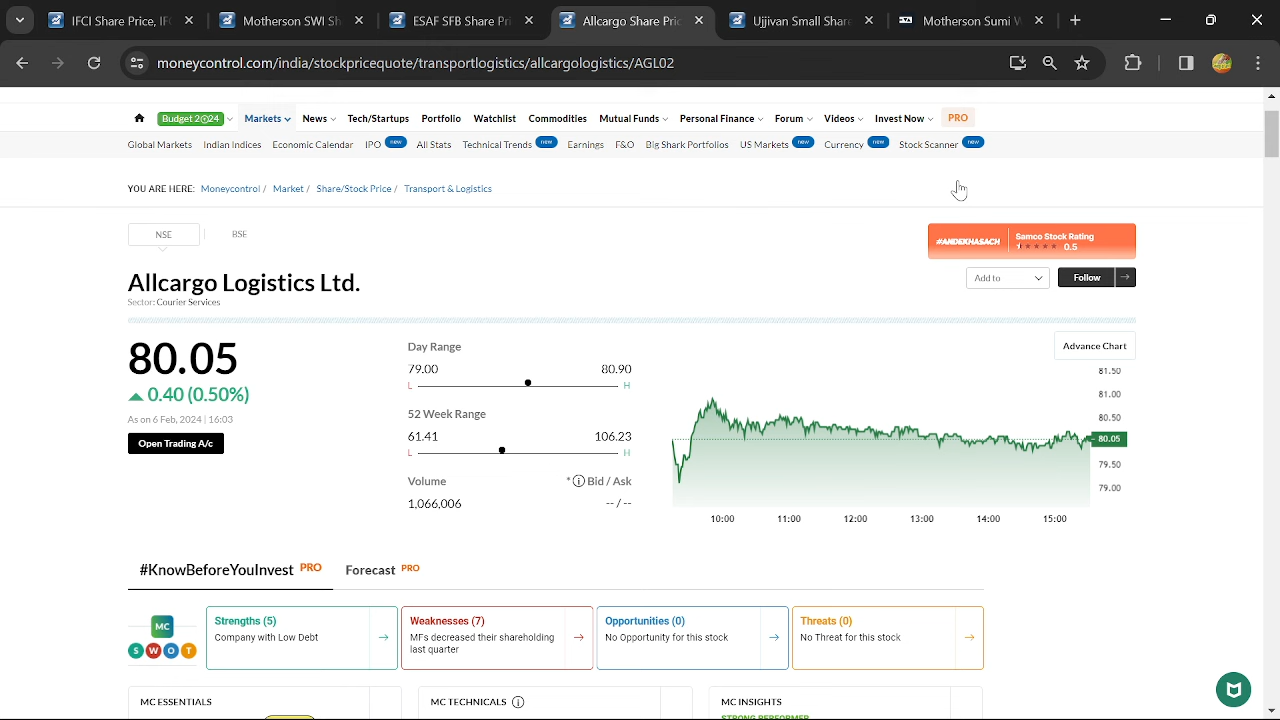 IFCI Share Price, IFC
Motherson SWI Sh
ESAF SFB Share Pri
Allcargo Share Pric
Ujjivan Small Share
Motherson Sumi W
moneycontrol.com/india/stockpricequote/transportlogistics/allcargologistics/AGL02
Budget 2024 Markets News Tech/Startups Portfolio Watchlist Commodities Mutual Funds Personal Finance Forum Videos Invest Now PRO
Global Markets Indian Indices Economic Calendar IPO new All Stats Technical Trends new Earnings F&O Big Shark Portfolios US Markets new Currency new Stock Scanner new
YOU ARE HERE: Moneycontrol / Market / Share/Stock Price / Transport & Logistics
NSE BSE
#ANDEKHASACH Samco Stock Rating
0.5
Allcargo Logistics Ltd.
Sector: Courier Services
Add to
Follow
80.05
0.40 (0.50%)
As on 6 Feb, 2024 | 16:03
Open Trading A/c
Day Range
79.00 80.90
L H
52 Week Range
61.41 106.23
L H
Volume * Bid / Ask
1,066,006 -- / --
Advance Chart
81.50
81.00
80.50
80.05
79.50
79.00
10:00 11:00 12:00 13:00 14:00 15:00
#KnowBeforeYouInvest PRO Forecast PRO
MC
S W O T
Strengths (5)
Company with Low Debt
Weaknesses (7)
MFs decreased their shareholding
last quarter
Opportunities (0)
No Opportunity for this stock
Threats (0)
No Threat for this stock
MC ESSENTIALS
MC TECHNICALS
MC INSIGHTS
STRONG PERFORMER